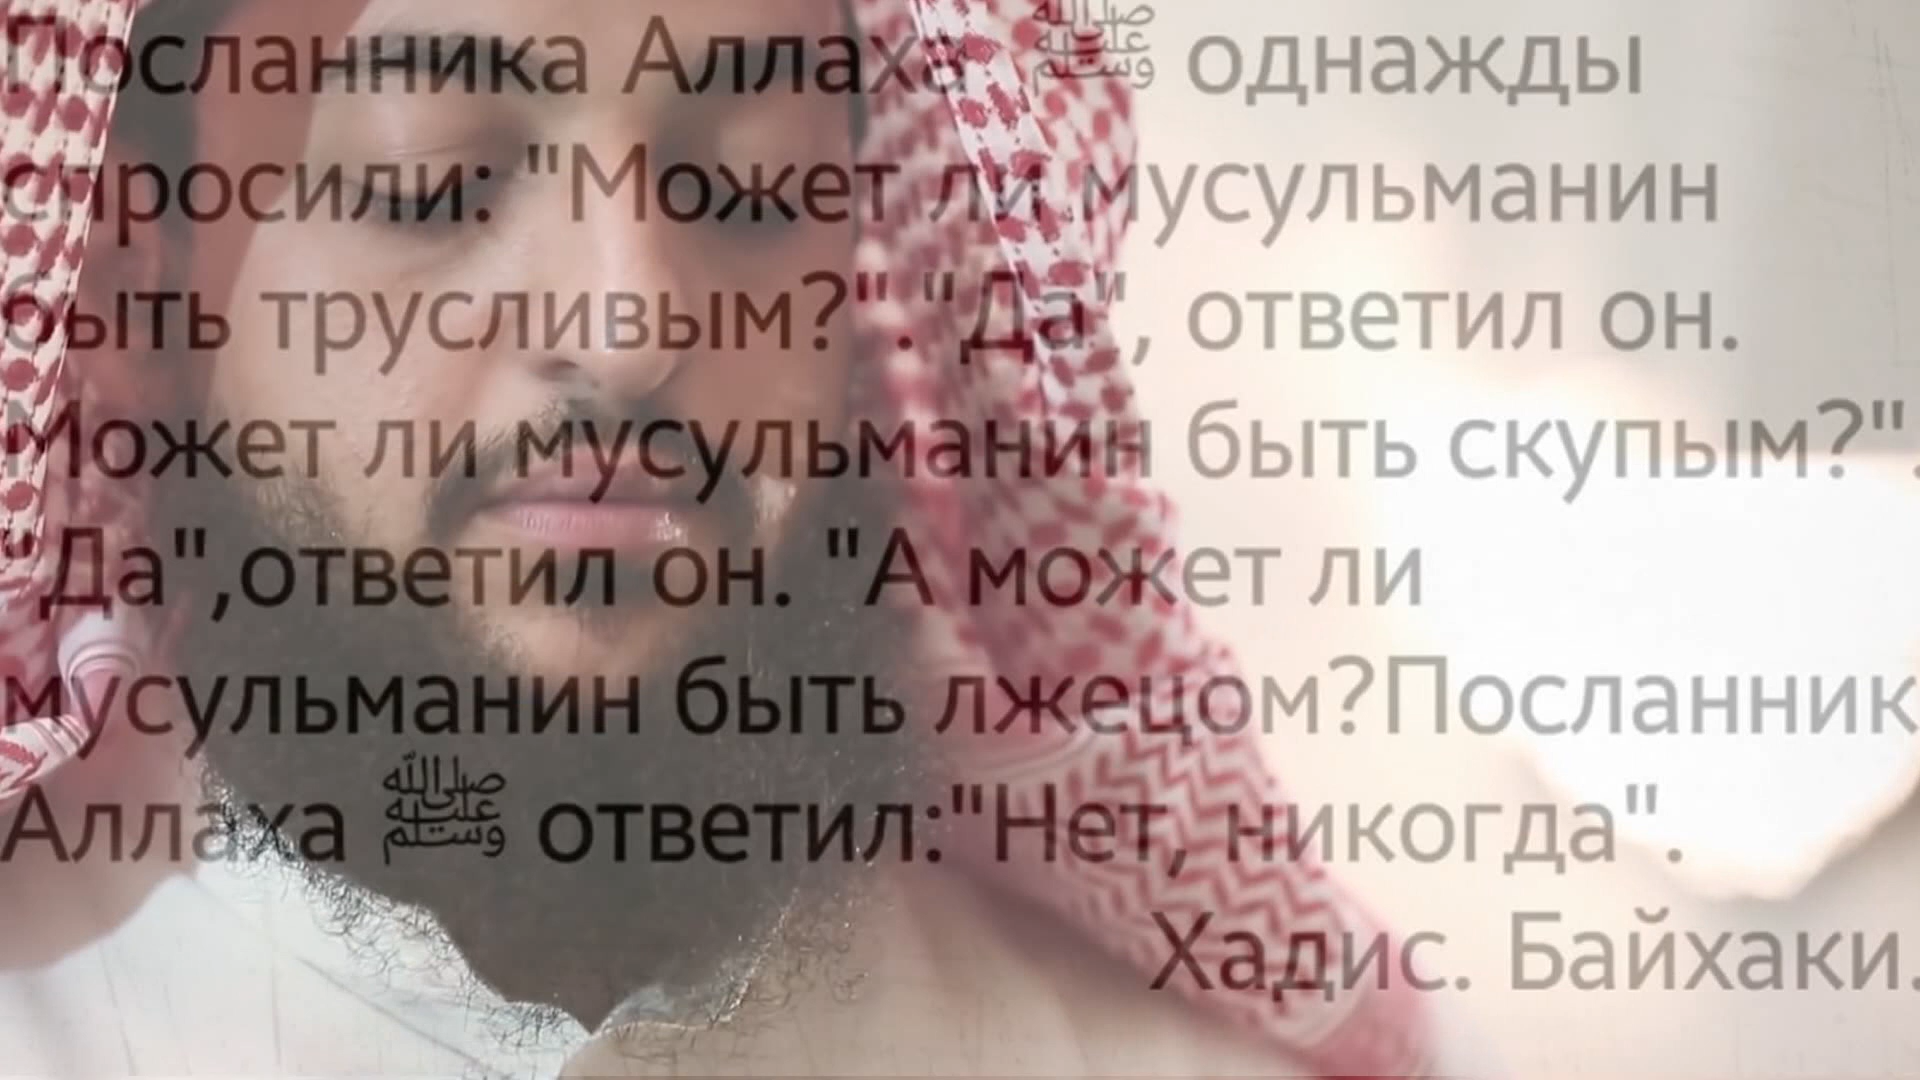 Посланника Аллаха ﷺ однажды
спросили: "Может ли мусульманин
быть трусливым?"."Да", ответил он.
Может ли мусульманин быть скупым?".
"Да",ответил он. "А может ли
мусульманин быть лжецом?Посланник
Аллаха ﷺ ответил:"Нет, никогда".
Хадис. Байхаки.